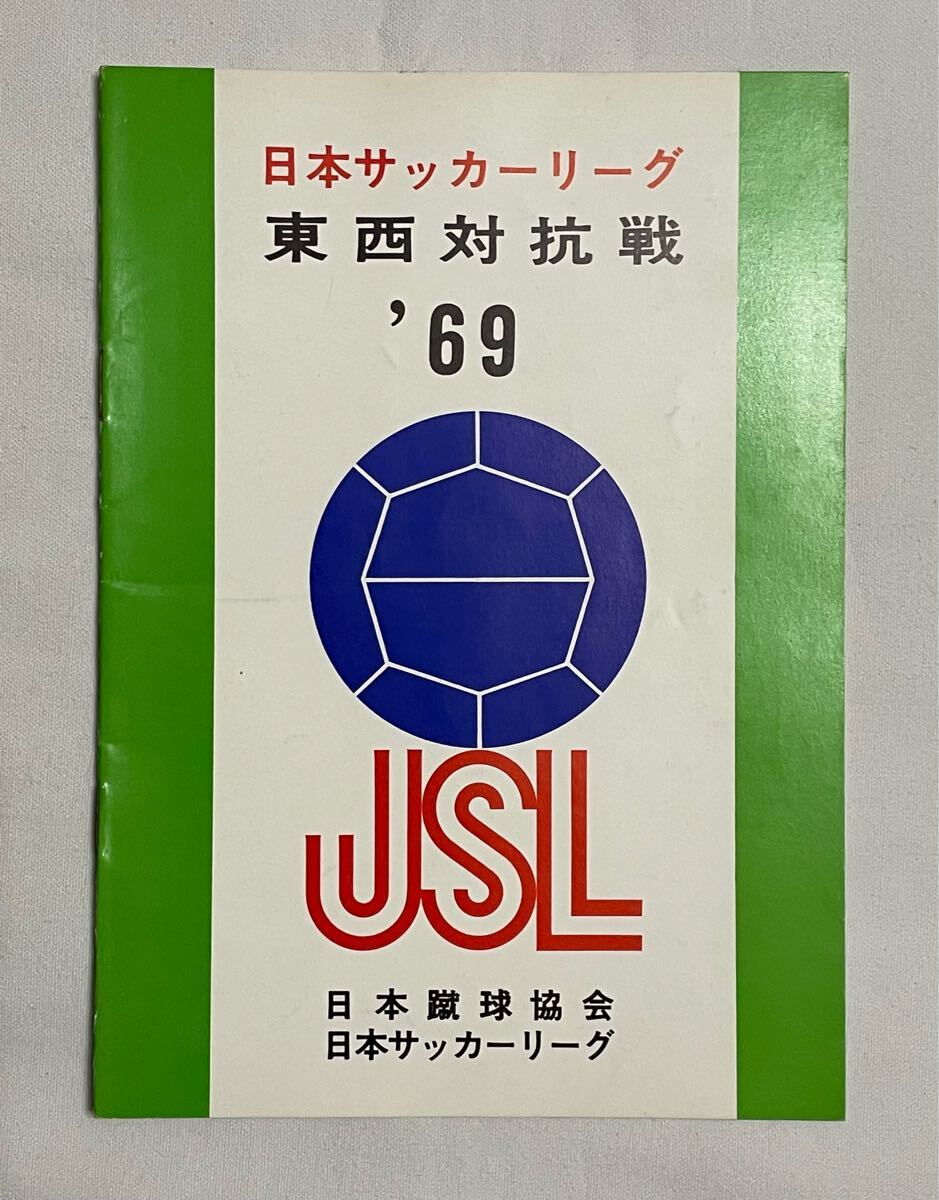 日本サッカーリーグ
東西対抗戦
'69
JSL
日本蹴球協会
日本サッカーリーグ